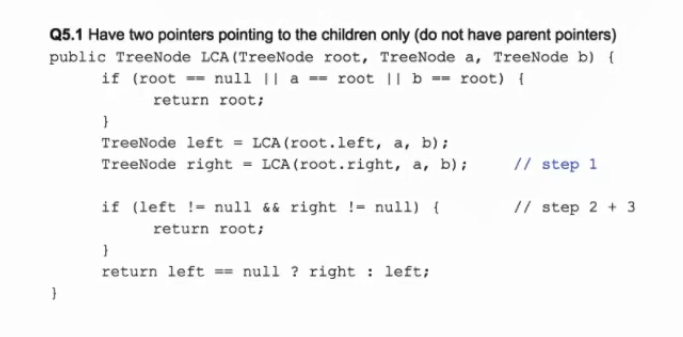 Q5.1 Have two pointers pointing to the children only (do not have parent pointers)
public TreeNode LCA(TreeNode root, TreeNode a, TreeNode b) {
if (root == null || a == root || b == root) {
return root;
}
TreeNode left = LCA(root.left, a, b);
TreeNode right = LCA(root.right, a, b); // step 1
if (left != null && right != null) { // step 2 + 3
return root;
}
return left == null ? right : left;
}